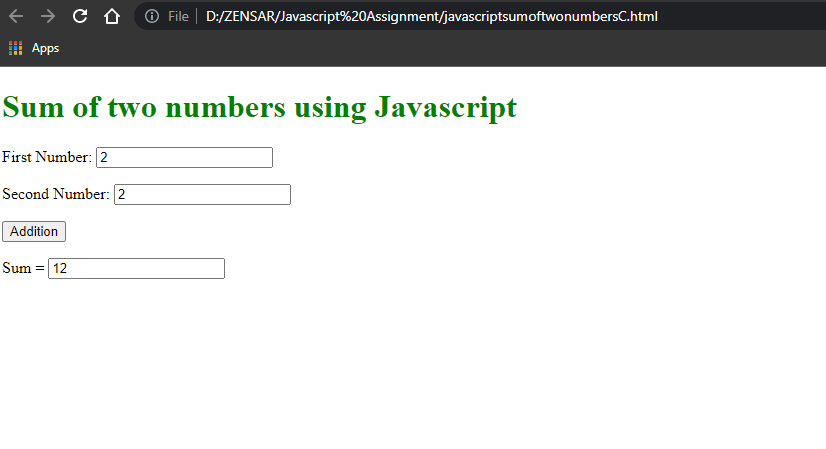 File D:/ZENSAR/Javascript%20Assignment/javascriptsumoftwonumbersC.html
Apps
Sum of two numbers using Javascript
First Number: 2
Second Number: 2
Addition
Sum = 12